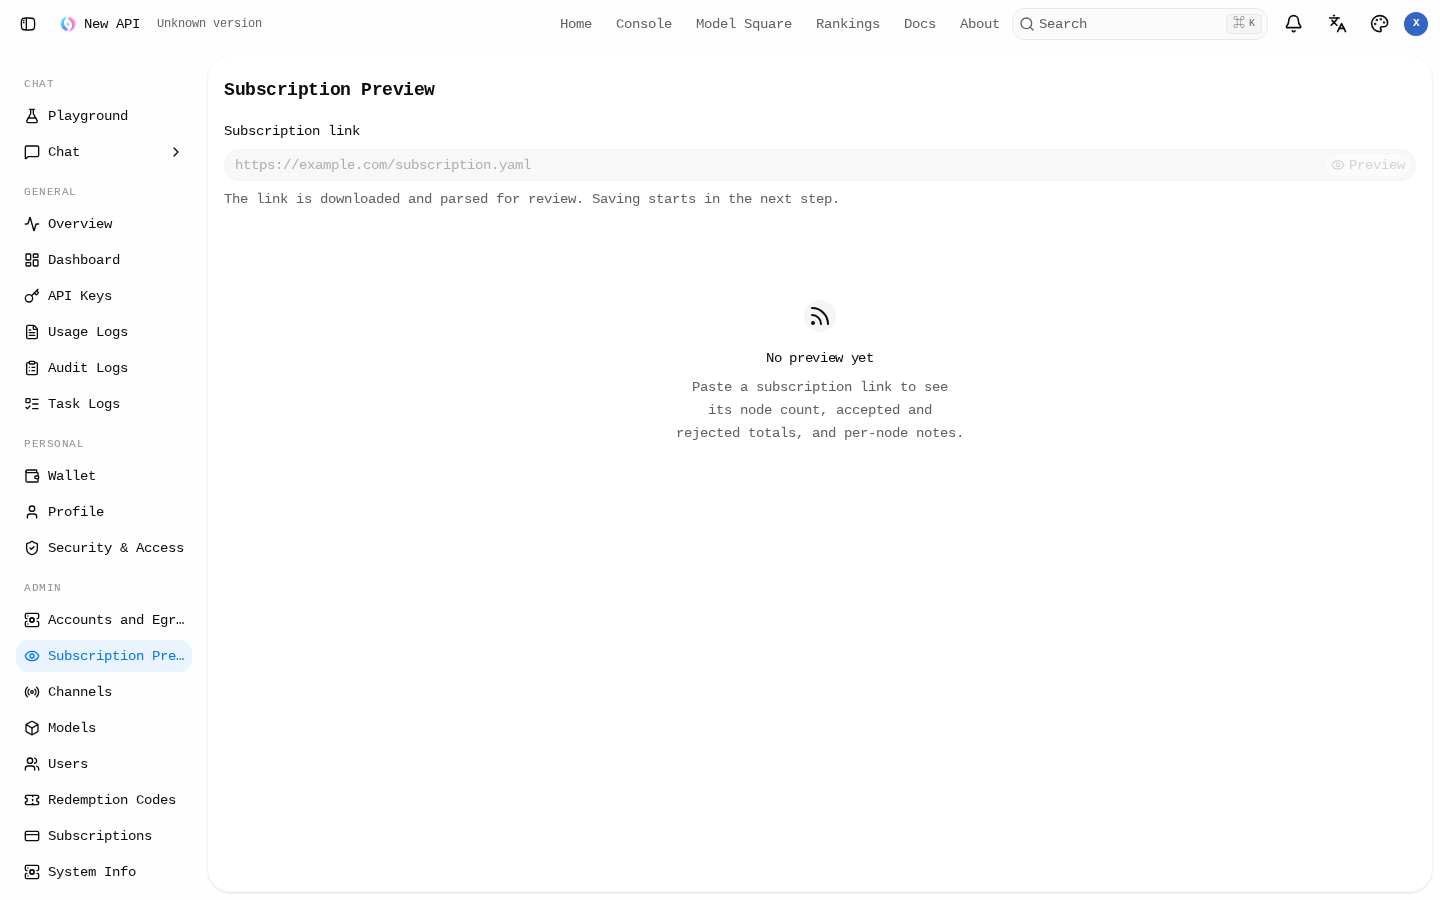 New API
Unknown version
Home
Console
Model Square
Rankings
Docs
About
Search
⌘ K
X
CHAT
Playground
Chat
GENERAL
Overview
Dashboard
API Keys
Usage Logs
Audit Logs
Task Logs
PERSONAL
Wallet
Profile
Security & Access
ADMIN
Accounts and Egr…
Subscription Pre…
Channels
Models
Users
Redemption Codes
Subscriptions
System Info
Subscription Preview
Subscription link
https://example.com/subscription.yaml
Preview
The link is downloaded and parsed for review. Saving starts in the next step.
No preview yet
Paste a subscription link to see
its node count, accepted and
rejected totals, and per-node notes.